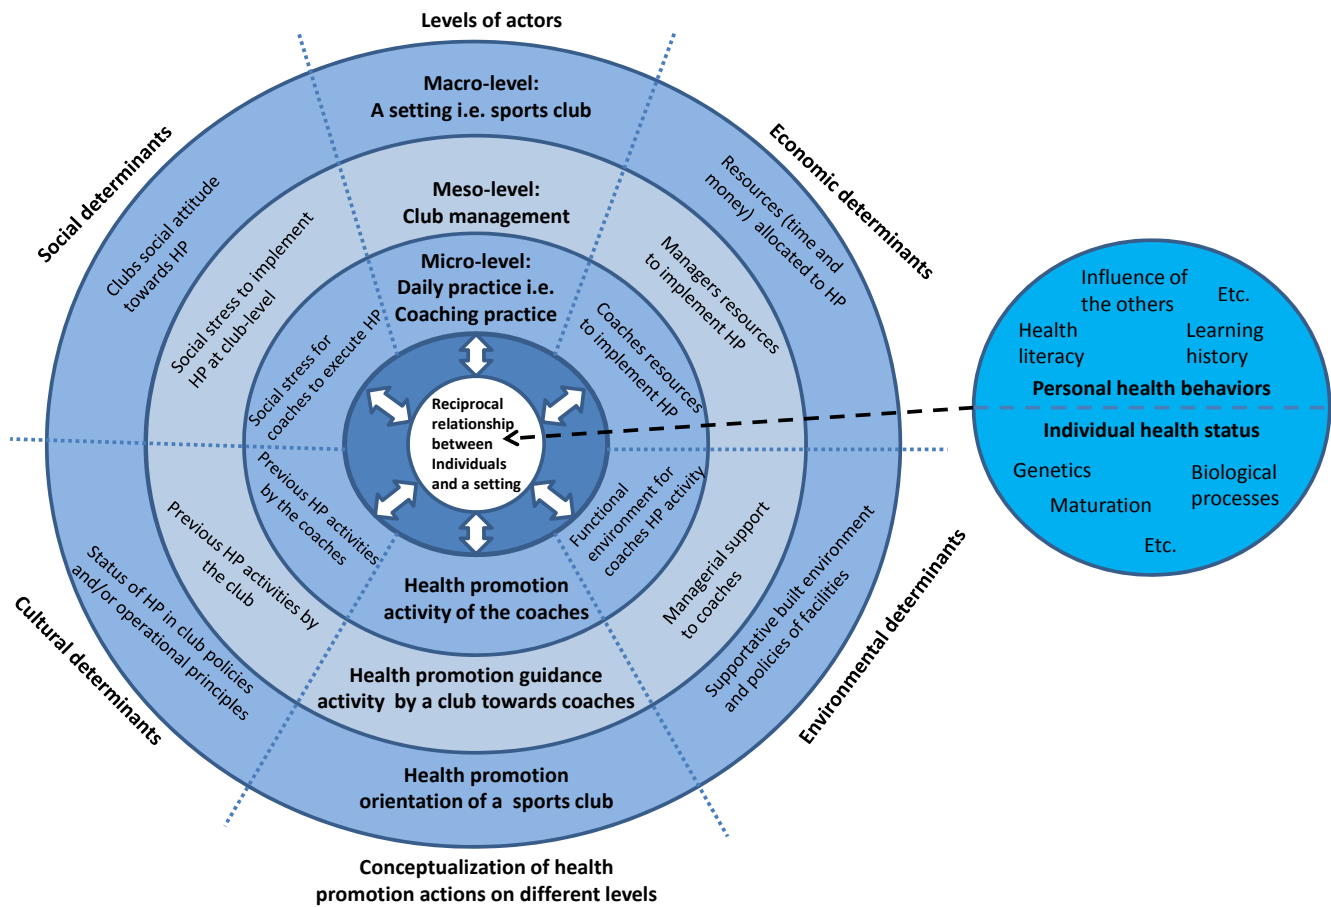 Levels of actors
Macro-level:
A setting i.e. sports club
Meso-level:
Club management
Micro-level:
Daily practice i.e.
Coaching practice
Social determinants
Clubs social attitude
towards HP
Social stress to implement
HP at club-level
Social stress for
coaches to execute HP
Economic determinants
Resources (time and
money)  allocated to HP
Managers resources
to implement HP
Coaches resources
to implement HP
Reciprocal
relationship
between
Individuals
and a setting
Cultural determinants
Status of HP in club policies
and/or operational principles
Previous HP activities by
the club
Previous HP activities
by the coaches
Environmental determinants
Supportative built environment
and policies of facilities
Managerial support
to coaches
Functional
environment for
coaches HP activity
Health promotion
activity of the coaches
Health promotion guidance
activity  by a club towards coaches
Health promotion
orientation of a  sports club
Conceptualization of health
promotion actions on different levels
Influence of
the others
Etc.
Health
literacy
Learning
history
Personal health behaviors
Individual health status
Genetics
Biological
processes
Maturation
Etc.